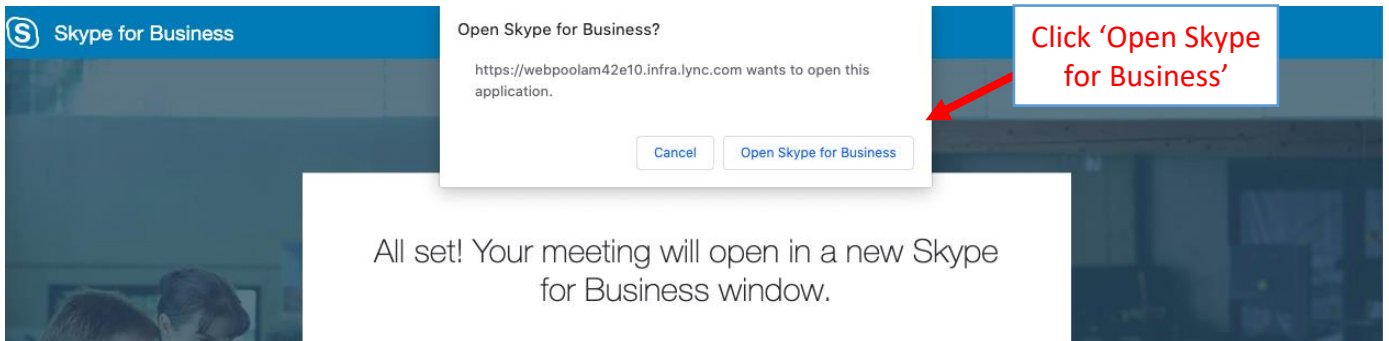 Skype for Business
Open Skype for Business?
https://webpoolam42e10.infra.lync.com wants to open this
application.
Cancel
Open Skype for Business
Click ‘Open Skype
for Business’
All set! Your meeting will open in a new Skype
for Business window.